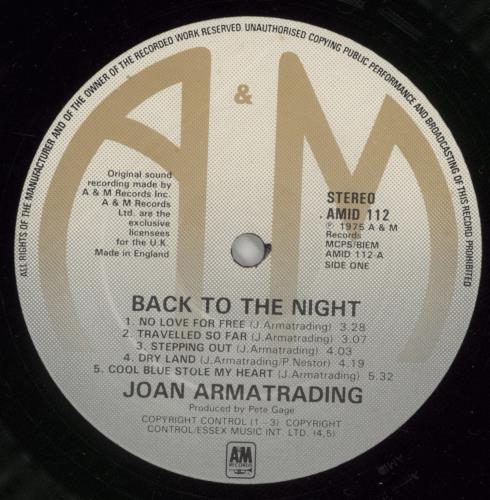 ALL RIGHTS OF THE MANUFACTURER AND OF THE OWNER OF THE RECORDED WORK RESERVED UNAUTHORISED COPYING PUBLIC PERFORMANCE AND BROADCASTING OF THIS RECORD PROHIBITED
A & M
Original sound
recording made by
A & M Records Inc.
A & M Records
Ltd. are the
exclusive
licensees
for the U.K.
Made in England
STEREO
AMID 112
℗ 1975 A & M
Records
MCPS/BIEM
AMID 112-A
SIDE ONE
BACK TO THE NIGHT
1. NO LOVE FOR FREE (J.Armatrading) 3.28
2. TRAVELLED SO FAR (J.Armatrading) 3.07
3. STEPPING OUT (J.Armatrading) 4.03
4. DRY LAND (J.Armatrading/P.Nestor) 4.19
5. COOL BLUE STOLE MY HEART (J.Armatrading) 5.32
JOAN ARMATRADING
Produced by Pete Gage
COPYRIGHT CONTROL (1-3) COPYRIGHT
CONTROL/ESSEX MUSIC INT. LTD. (4,5)
AM
RECORDS